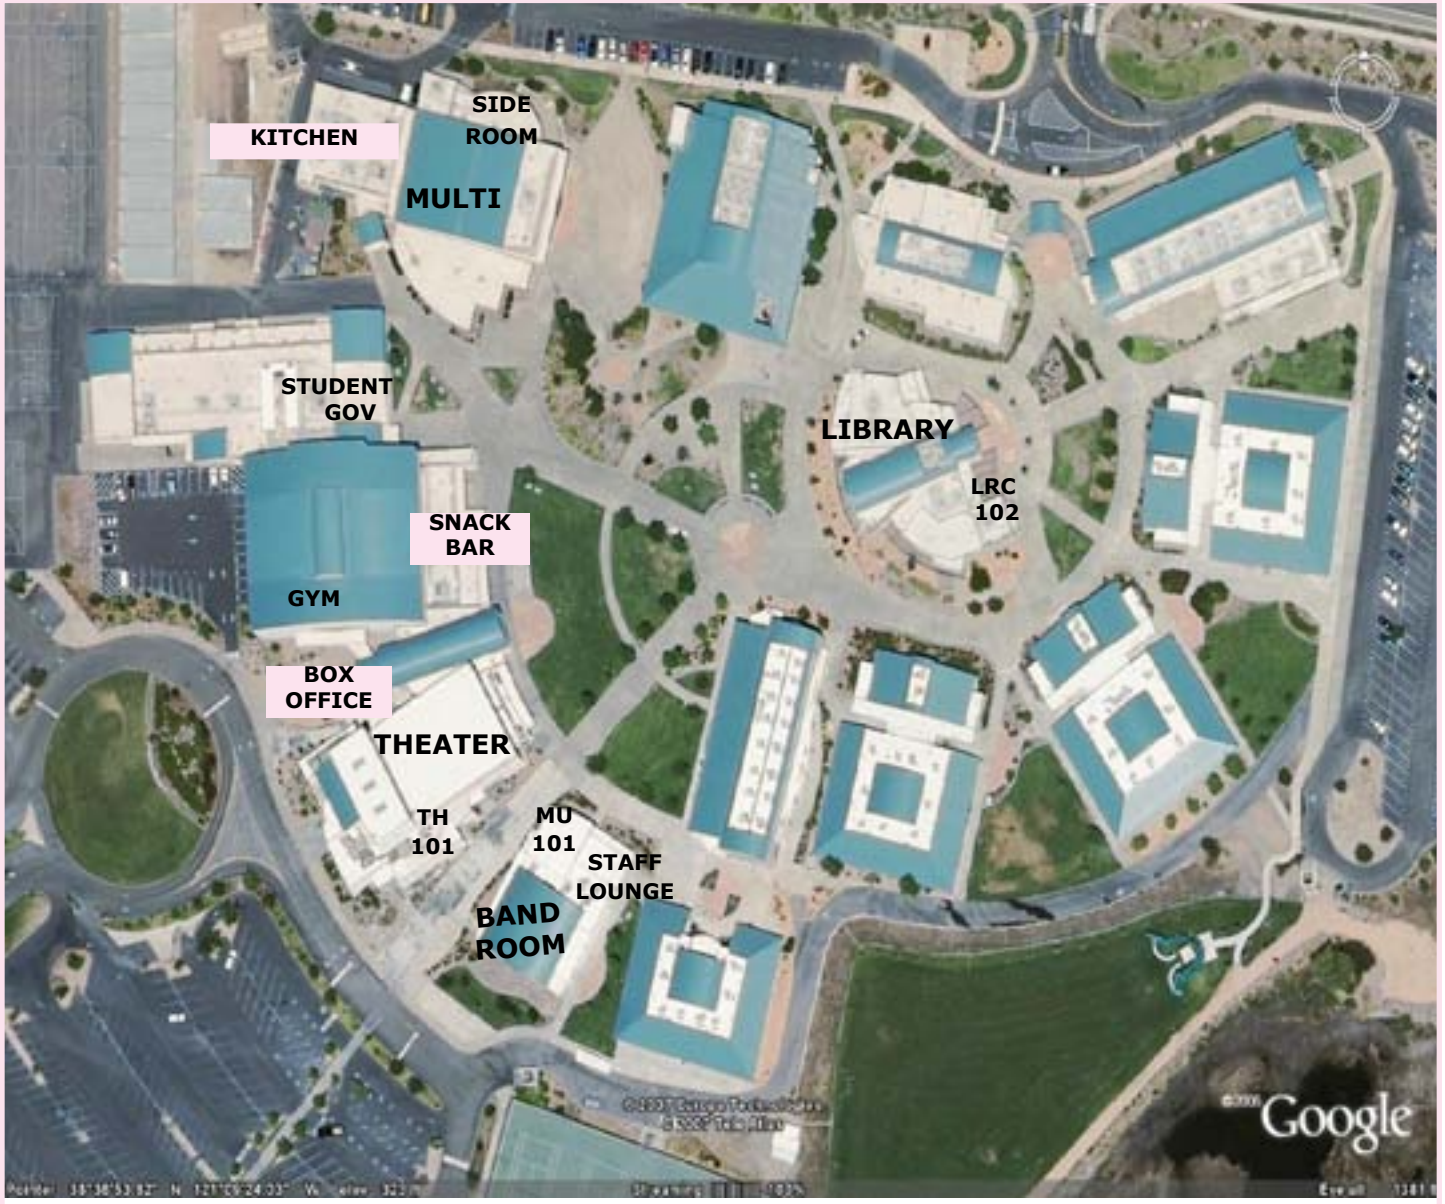 SIDE
ROOM
KITCHEN
MULTI
STUDENT
GOV
LIBRARY
LRC
102
SNACK
BAR
GYM
BOX
OFFICE
THEATER
TH
101
MU
101
STAFF
LOUNGE
BAND
ROOM
Google